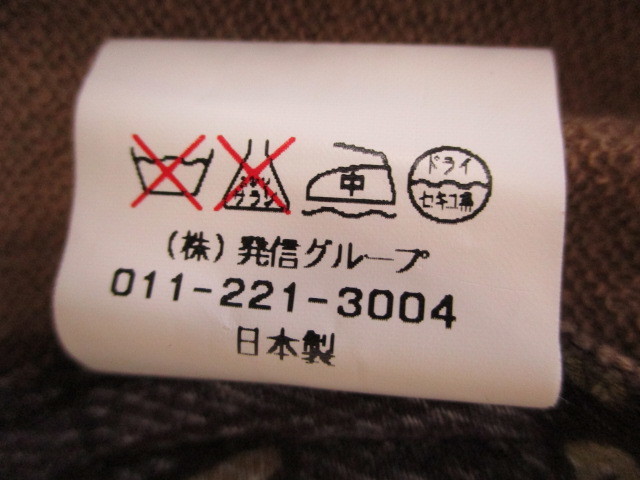 エンソ
サラシ
中
ドライ
セキユ系
(株)発信グループ
011-221-3004
日本製